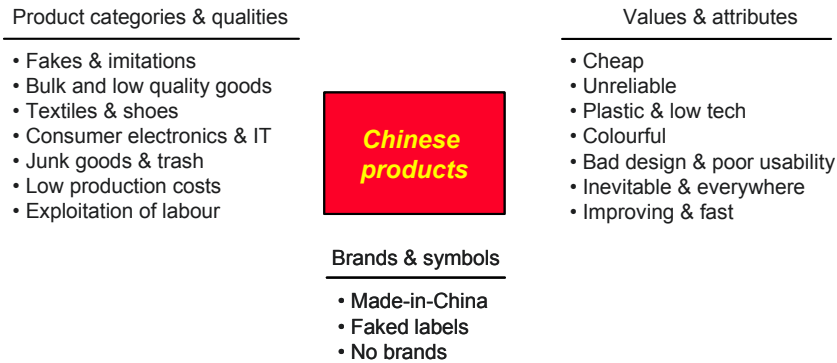 Product categories & qualities
• Fakes & imitations
• Bulk and low quality goods
• Textiles & shoes
• Consumer electronics & IT
• Junk goods & trash
• Low production costs
• Exploitation of labour
Chinese
products
Values & attributes
• Cheap
• Unreliable
• Plastic & low tech
• Colourful
• Bad design & poor usability
• Inevitable & everywhere
• Improving & fast
Brands & symbols
• Made-in-China
• Faked labels
• No brands